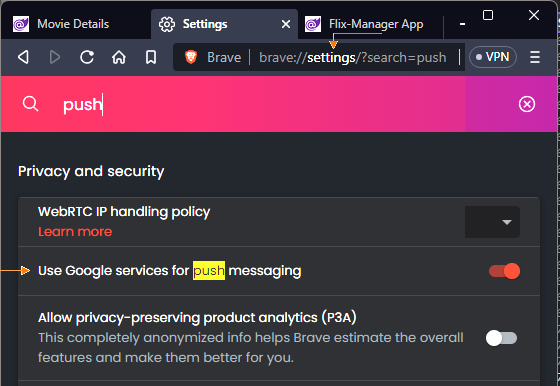 Movie Details
Settings
Flix-Manager App
Brave
brave://settings/?search=push
VPN
push
Privacy and security
WebRTC IP handling policy
Learn more
Use Google services for push messaging
Allow privacy-preserving product analytics (P3A)
This completely anonymized info helps Brave estimate the overall
features and make them better for you.